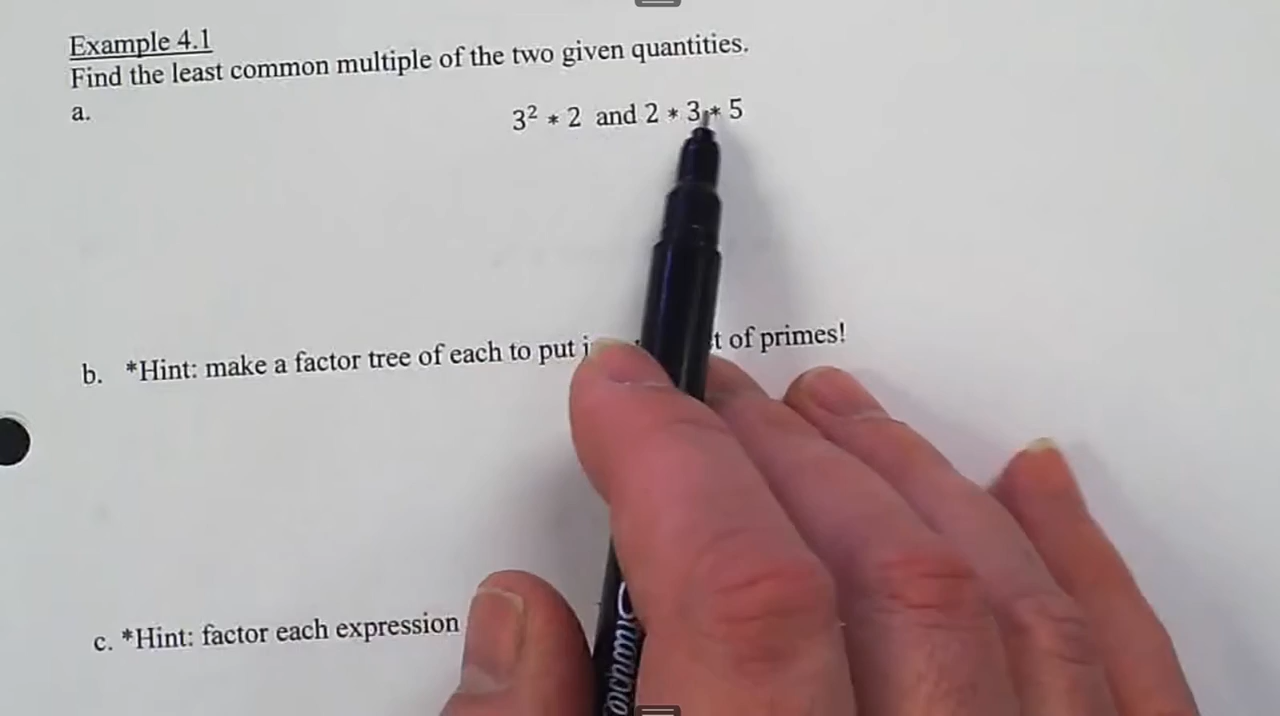 Example 4.1
Find the least common multiple of the two given quantities.
a.
3² * 2 and 2 * 3 * 5
b. *Hint: make a factor tree of each to put of primes!
c. *Hint: factor each expression